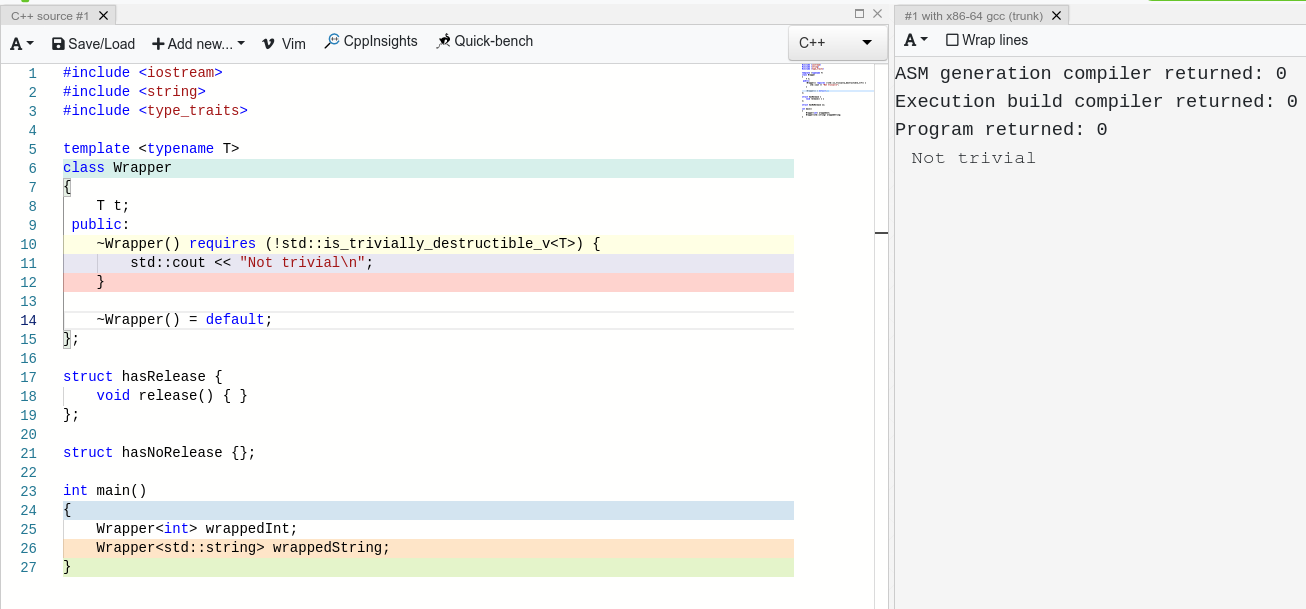 C++ source #1
A Save/Load Add new... Vim CppInsights Quick-bench C++
1 #include <iostream>
2 #include <string>
3 #include <type_traits>
4
5 template <typename T>
6 class Wrapper
7 {
8     T t;
9  public:
10     ~Wrapper() requires (!std::is_trivially_destructible_v<T>) {
11         std::cout << "Not trivial\n";
12     }
13
14     ~Wrapper() = default;
15 };
16
17 struct hasRelease {
18     void release() { }
19 };
20
21 struct hasNoRelease {};
22
23 int main()
24 {
25     Wrapper<int> wrappedInt;
26     Wrapper<std::string> wrappedString;
27 }
#1 with x86-64 gcc (trunk)
A Wrap lines
ASM generation compiler returned: 0
Execution build compiler returned: 0
Program returned: 0
Not trivial